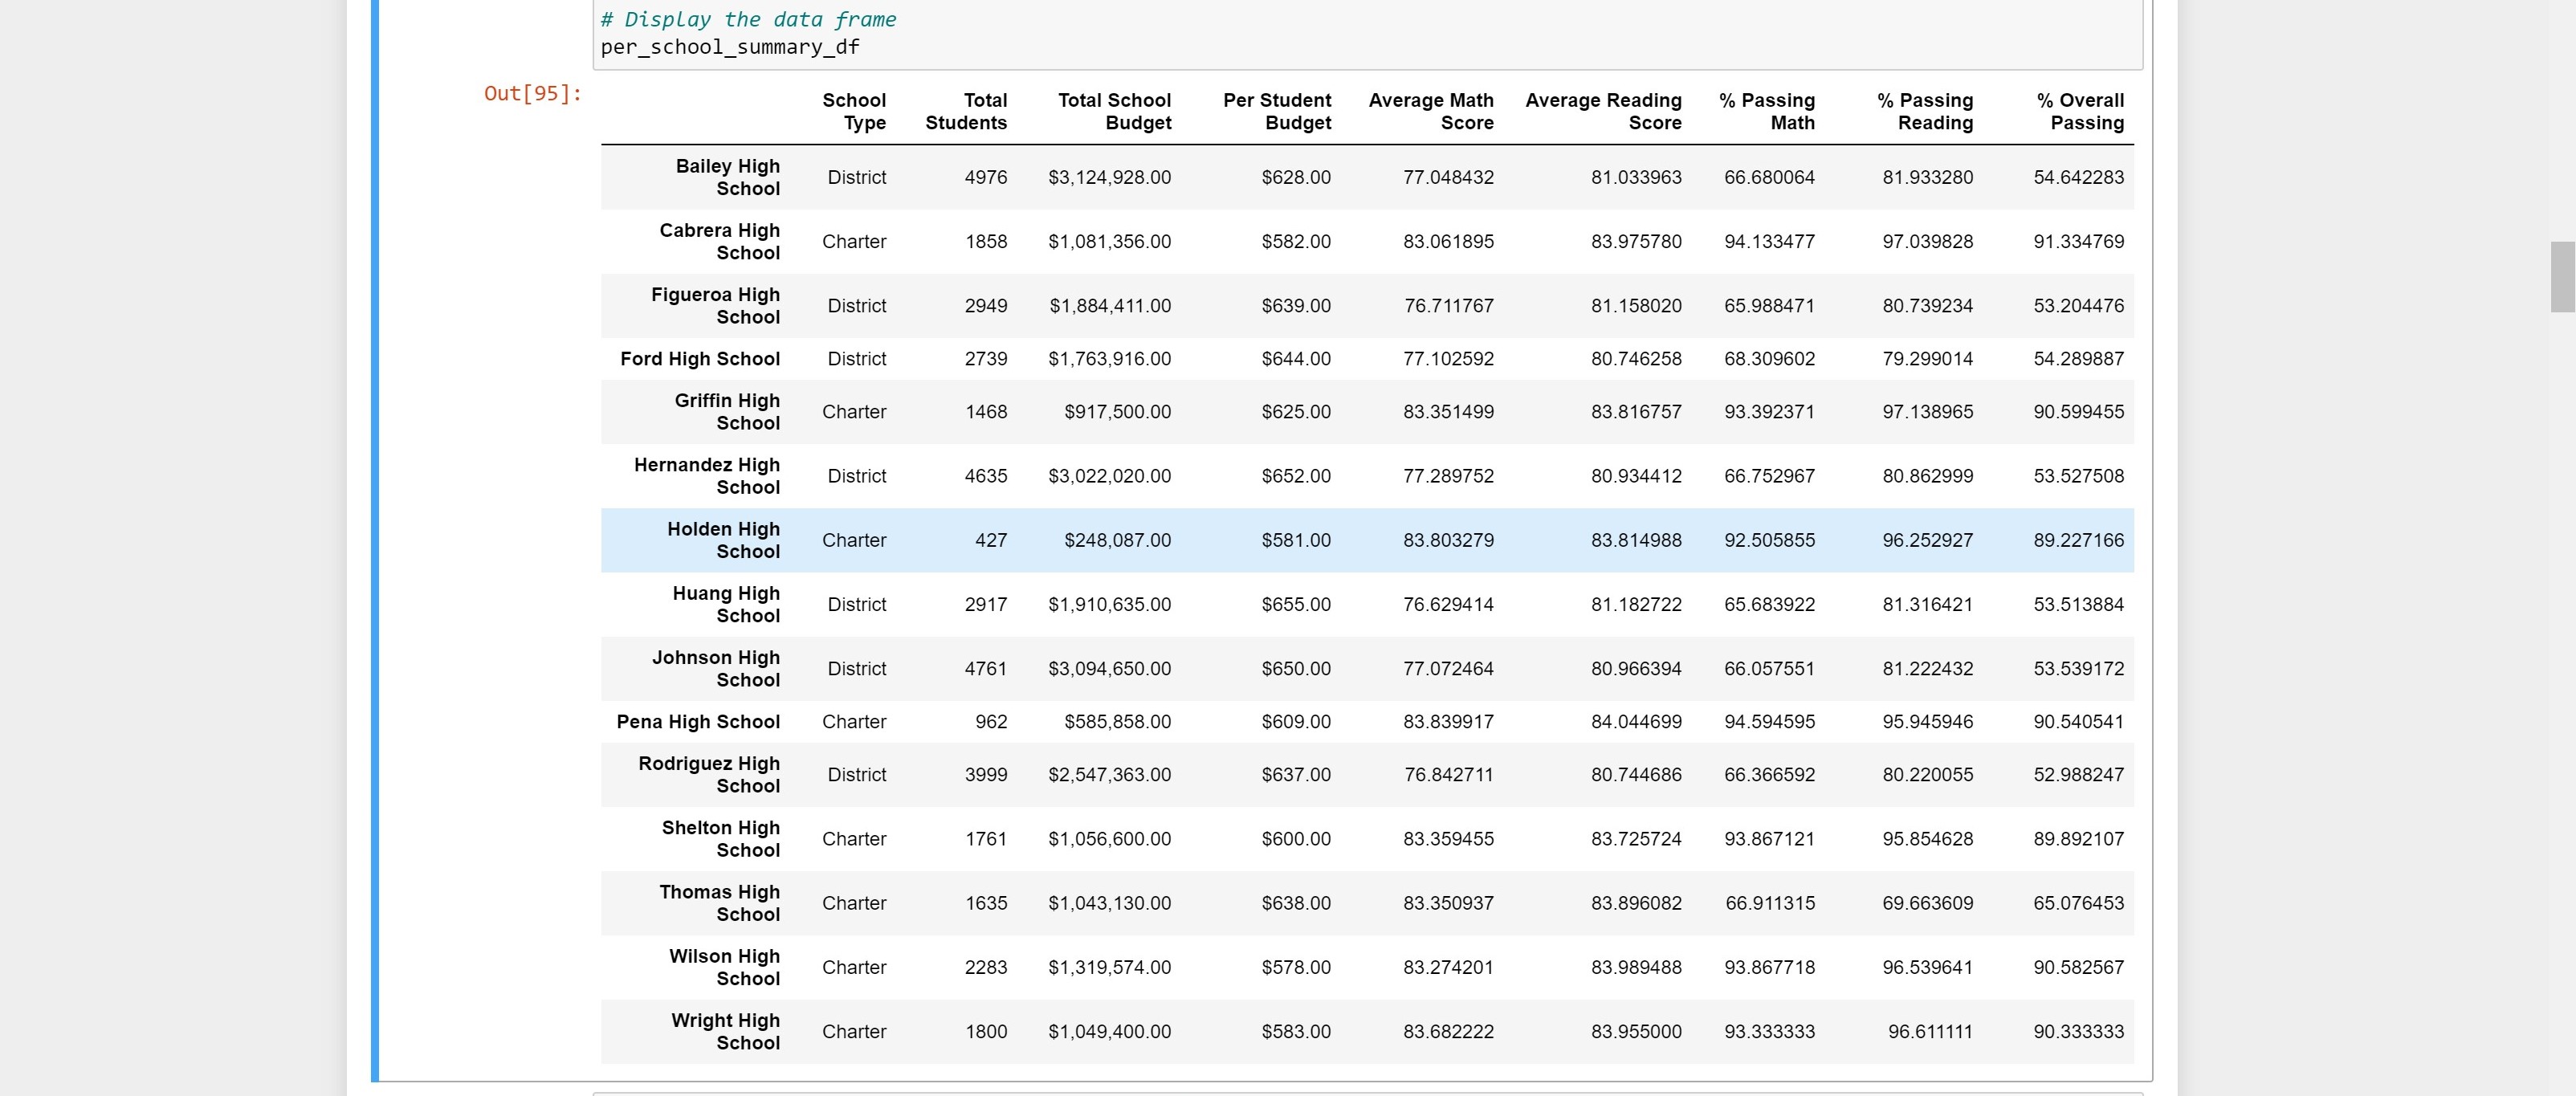 # Display the data frame
per_school_summary_df
Out[95]:
School Type Total Students Total School Budget Per Student Budget Average Math Score Average Reading Score % Passing Math % Passing Reading % Overall Passing
Bailey High School District 4976 $3,124,928.00 $628.00 77.048432 81.033963 66.680064 81.933280 54.642283
Cabrera High School Charter 1858 $1,081,356.00 $582.00 83.061895 83.975780 94.133477 97.039828 91.334769
Figueroa High School District 2949 $1,884,411.00 $639.00 76.711767 81.158020 65.988471 80.739234 53.204476
Ford High School District 2739 $1,763,916.00 $644.00 77.102592 80.746258 68.309602 79.299014 54.289887
Griffin High School Charter 1468 $917,500.00 $625.00 83.351499 83.816757 93.392371 97.138965 90.599455
Hernandez High School District 4635 $3,022,020.00 $652.00 77.289752 80.934412 66.752967 80.862999 53.527508
Holden High School Charter 427 $248,087.00 $581.00 83.803279 83.814988 92.505855 96.252927 89.227166
Huang High School District 2917 $1,910,635.00 $655.00 76.629414 81.182722 65.683922 81.316421 53.513884
Johnson High School District 4761 $3,094,650.00 $650.00 77.072464 80.966394 66.057551 81.222432 53.539172
Pena High School Charter 962 $585,858.00 $609.00 83.839917 84.044699 94.594595 95.945946 90.540541
Rodriguez High School District 3999 $2,547,363.00 $637.00 76.842711 80.744686 66.366592 80.220055 52.988247
Shelton High School Charter 1761 $1,056,600.00 $600.00 83.359455 83.725724 93.867121 95.854628 89.892107
Thomas High School Charter 1635 $1,043,130.00 $638.00 83.350937 83.896082 66.911315 69.663609 65.076453
Wilson High School Charter 2283 $1,319,574.00 $578.00 83.274201 83.989488 93.867718 96.539641 90.582567
Wright High School Charter 1800 $1,049,400.00 $583.00 83.682222 83.955000 93.333333 96.611111 90.333333